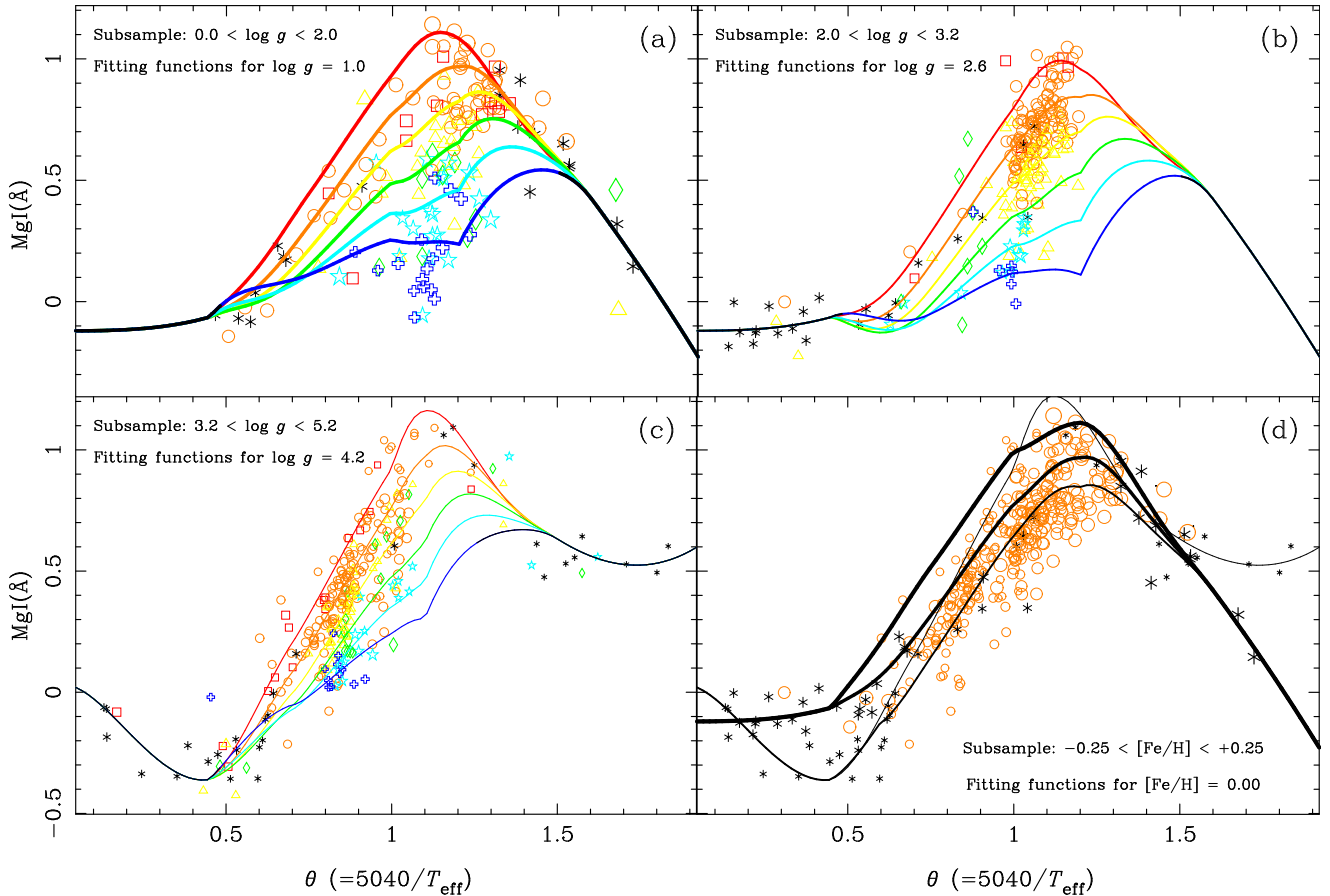 Subsample: 0.0 < log g < 2.0
Fitting functions for log g = 1.0
(a)
Subsample: 2.0 < log g < 3.2
Fitting functions for log g = 2.6
(b)
MgI(Å)
1
0.5
0
Subsample: 3.2 < log g < 5.2
Fitting functions for log g = 4.2
(c)
(d)
Subsample: −0.25 < [Fe/H] < +0.25
Fitting functions for [Fe/H] = 0.00
MgI(Å)
1
0.5
0
−0.5
0.5
1
1.5
0.5
1
1.5
θ (=5040/Teff)
θ (=5040/Teff)